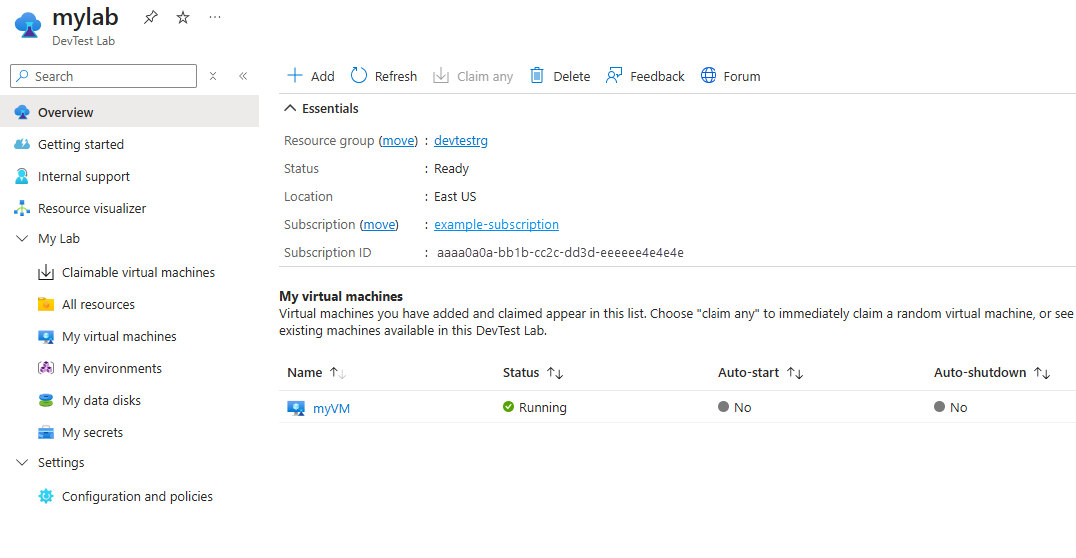 mylab
DevTest Lab
Search
Overview
Getting started
Internal support
Resource visualizer
My Lab
Claimable virtual machines
All resources
My virtual machines
My environments
My data disks
My secrets
Settings
Configuration and policies
Add Refresh Claim any Delete Feedback Forum
Essentials
Resource group (move) : devtestrg
Status : Ready
Location : East US
Subscription (move) : example-subscription
Subscription ID : aaaa0a0a-bb1b-cc2c-dd3d-eeeeee4e4e4e
My virtual machines
Virtual machines you have added and claimed appear in this list. Choose "claim any" to immediately claim a random virtual machine, or see
existing machines available in this DevTest Lab.
Name Status Auto-start Auto-shutdown
myVM Running No No